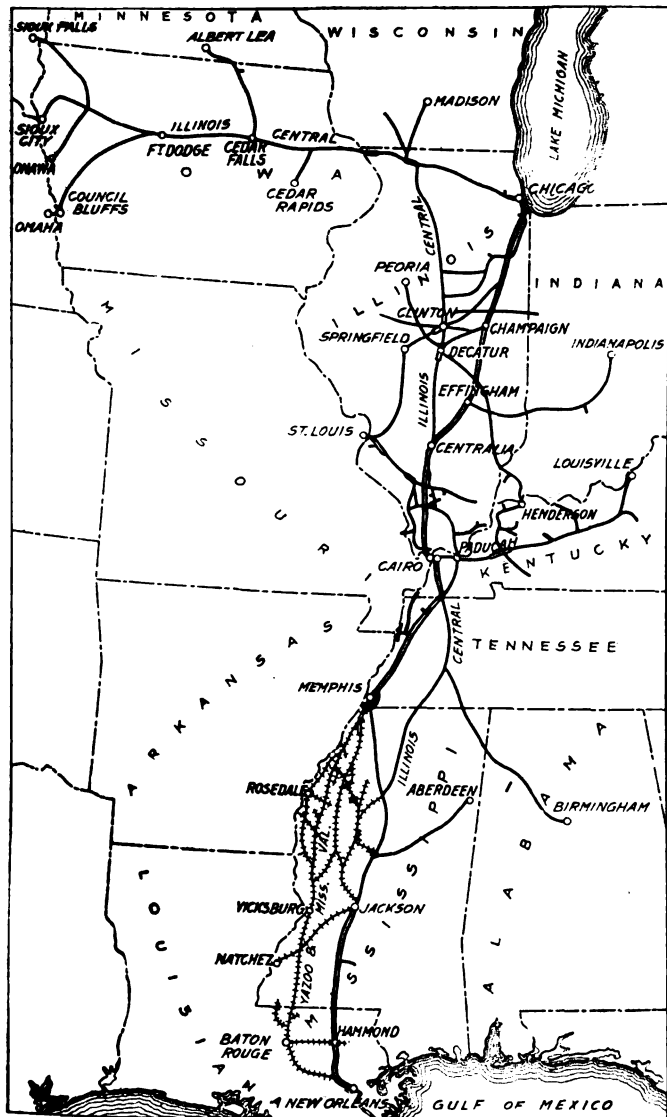 MINNESOTA
WISCONSIN
SIOUX FALLS
ALBERT LEA
LAKE MICHIGAN
MADISON
SIOUX CITY
ILLINOIS CENTRAL
FT. DODGE
CEDAR FALLS
ONAWA
IOWA
CEDAR RAPIDS
CHICAGO
COUNCIL BLUFFS
OMAHA
CENTRAL
ILLINOIS
PEORIA
INDIANA
CLINTON
CHAMPAIGN
SPRINGFIELD
DECATUR
INDIANAPOLIS
EFFINGHAM
ILLINOIS
MISSOURI
ST. LOUIS
CENTRALIA
LOUISVILLE
HENDERSON
PADUCAH
CAIRO
KENTUCKY
CENTRAL
TENNESSEE
ARKANSAS
MEMPHIS
ILLINOIS
ROSEDALE
ABERDEEN
BIRMINGHAM
MISSISSIPPI
ALABAMA
YAZOO & MISS. VAL.
VICKSBURG
JACKSON
LOUISIANA
NATCHEZ
BATON ROUGE
HAMMOND
NEW ORLEANS
GULF OF MEXICO